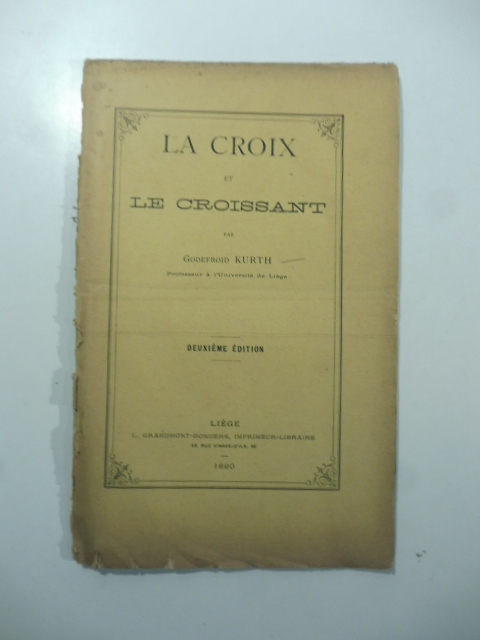 LA CROIX
ET
LE CROISSANT
PAR
GODEFROID KURTH
Professeur à l'Université de Liège
DEUXIÈME ÉDITION
LIÈGE
L. GRANDMONT-DONDERS, IMPRIMEUR-LIBRAIRE